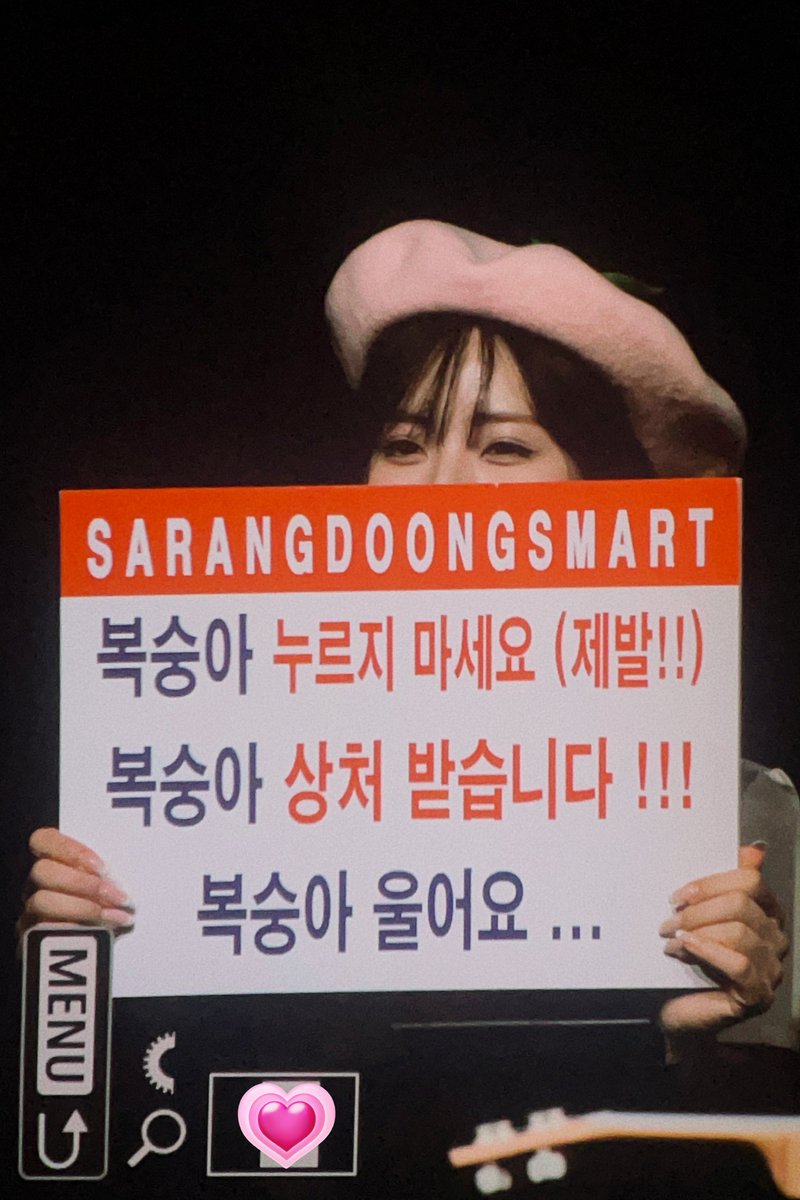 SARANGDOONGSMART
복숭아 누르지 마세요 (제발!!)
복숭아 상처 받습니다 !!!
복숭아 울어요 ...
MENU